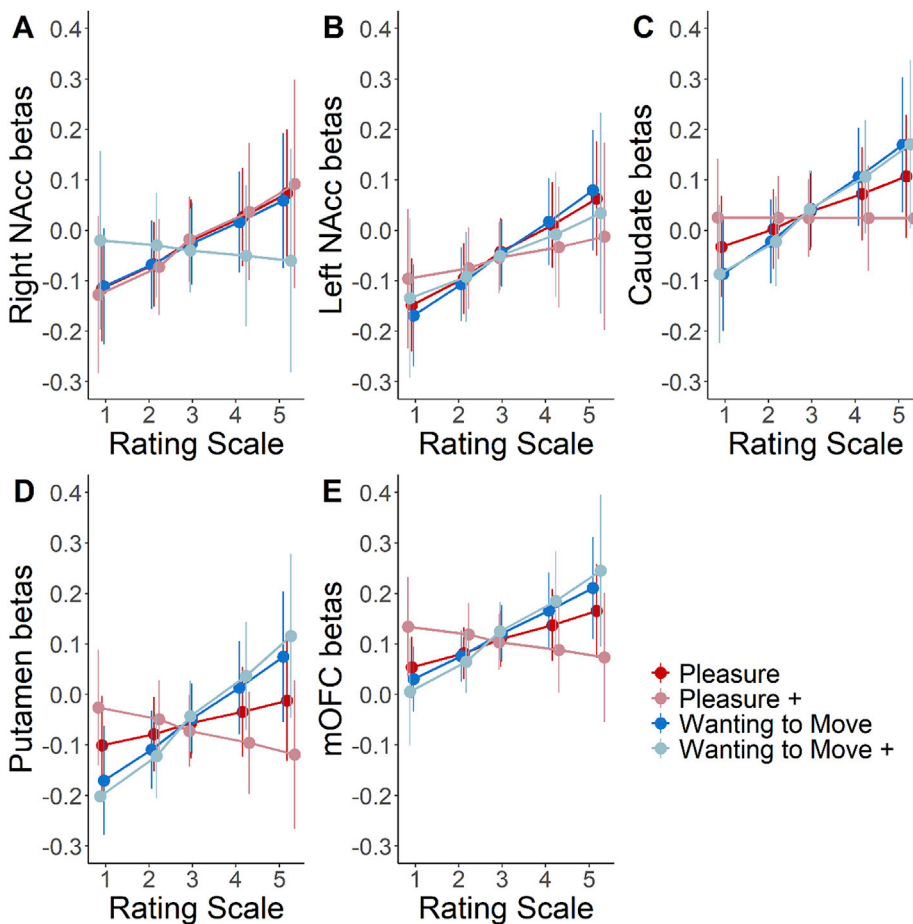 A
0.4
0.3
0.2
0.1
0.0
-0.1
-0.2
-0.3
Right NAcc betas
1 2 3 4 5
Rating Scale
B
0.4
0.3
0.2
0.1
0.0
-0.1
-0.2
-0.3
Left NAcc betas
1 2 3 4 5
Rating Scale
C
0.4
0.3
0.2
0.1
0.0
-0.1
-0.2
-0.3
Caudate betas
1 2 3 4 5
Rating Scale
D
0.4
0.3
0.2
0.1
0.0
-0.1
-0.2
-0.3
Putamen betas
1 2 3 4 5
Rating Scale
E
0.4
0.3
0.2
0.1
0.0
-0.1
-0.2
-0.3
mOFC betas
1 2 3 4 5
Rating Scale
Pleasure
Pleasure +
Wanting to Move
Wanting to Move +